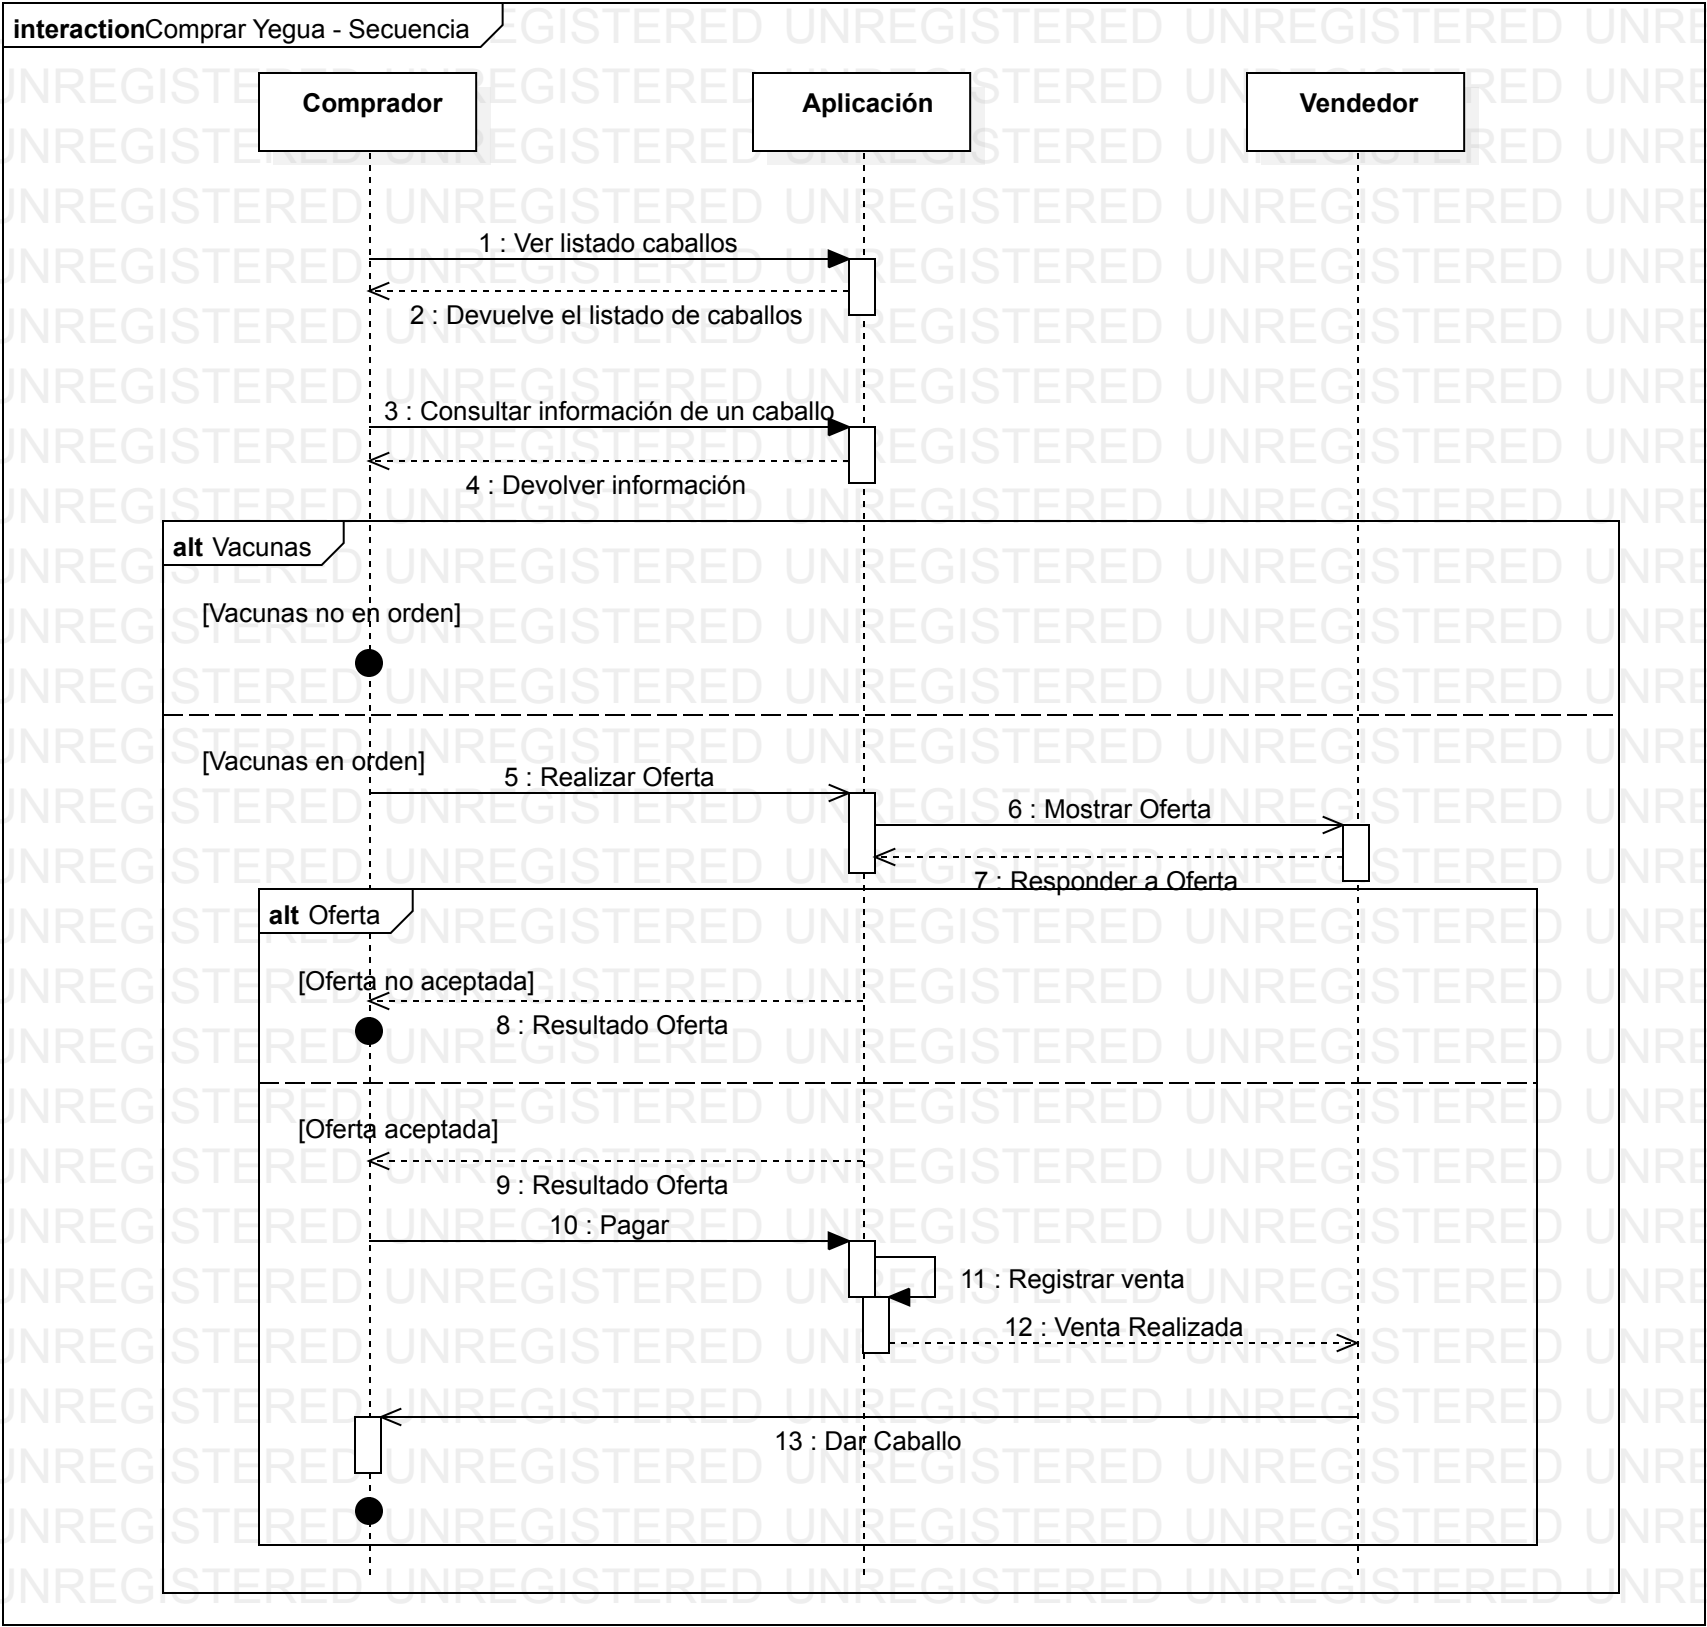 interactionComprar Yegua - Secuencia
Comprador
Aplicación
Vendedor
1 : Ver listado caballos
2 : Devuelve el listado de caballos
3 : Consultar información de un caballo
4 : Devolver información
alt Vacunas
[Vacunas no en orden]
[Vacunas en orden]
5 : Realizar Oferta
6 : Mostrar Oferta
7 : Responder a Oferta
alt Oferta
[Oferta no aceptada]
8 : Resultado Oferta
[Oferta aceptada]
9 : Resultado Oferta
10 : Pagar
11 : Registrar venta
12 : Venta Realizada
13 : Dar Caballo
UNREGISTERED